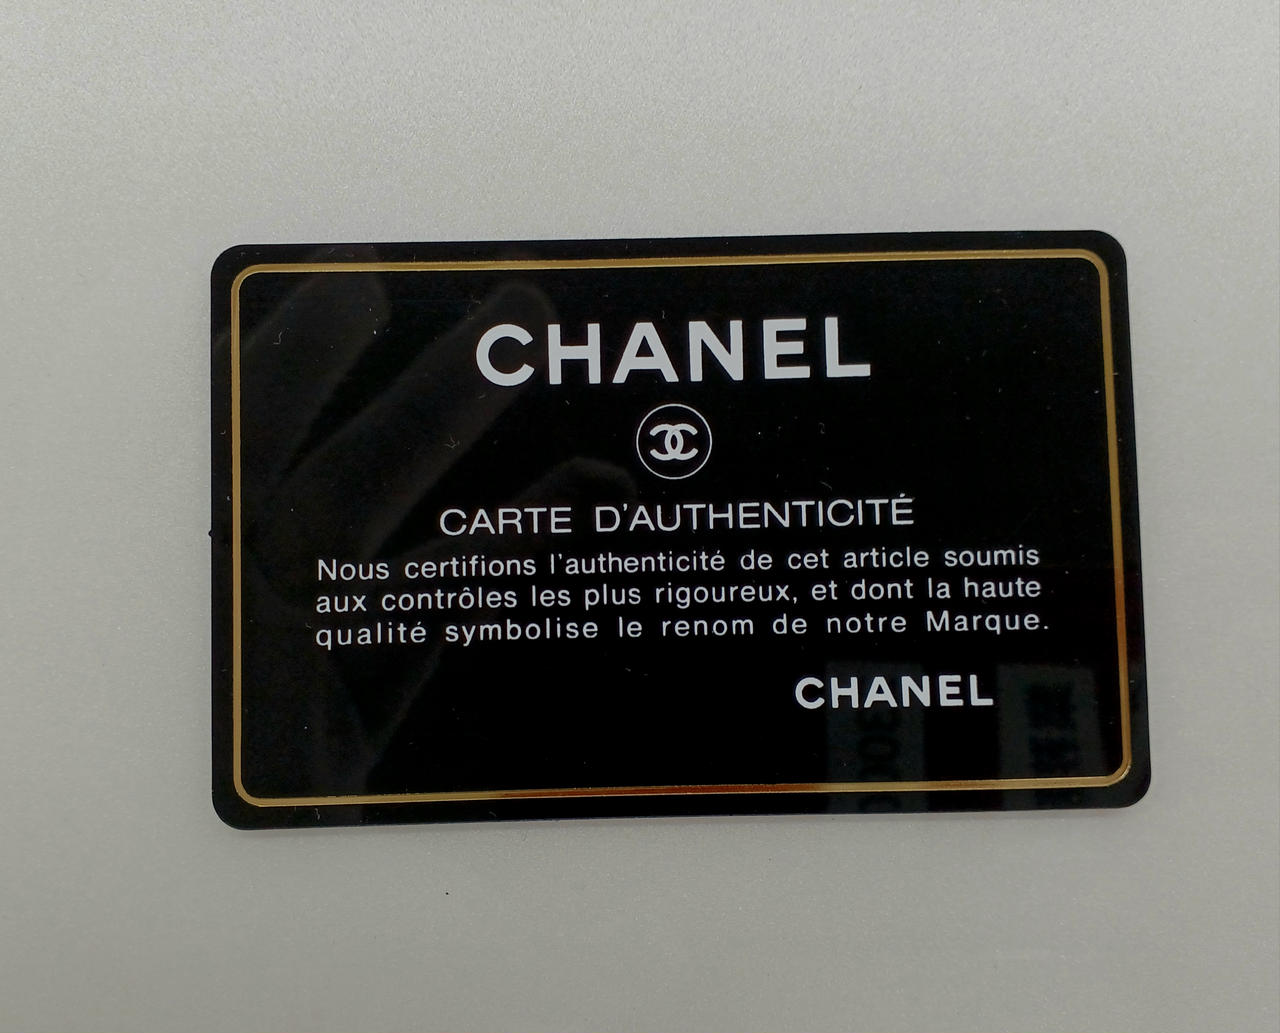 CHANEL
CARTE D'AUTHENTICITÉ
Nous certifions l'authenticité de cet article soumis
aux contrôles les plus rigoureux, et dont la haute
qualité symbolise le renom de notre Marque.
CHANEL